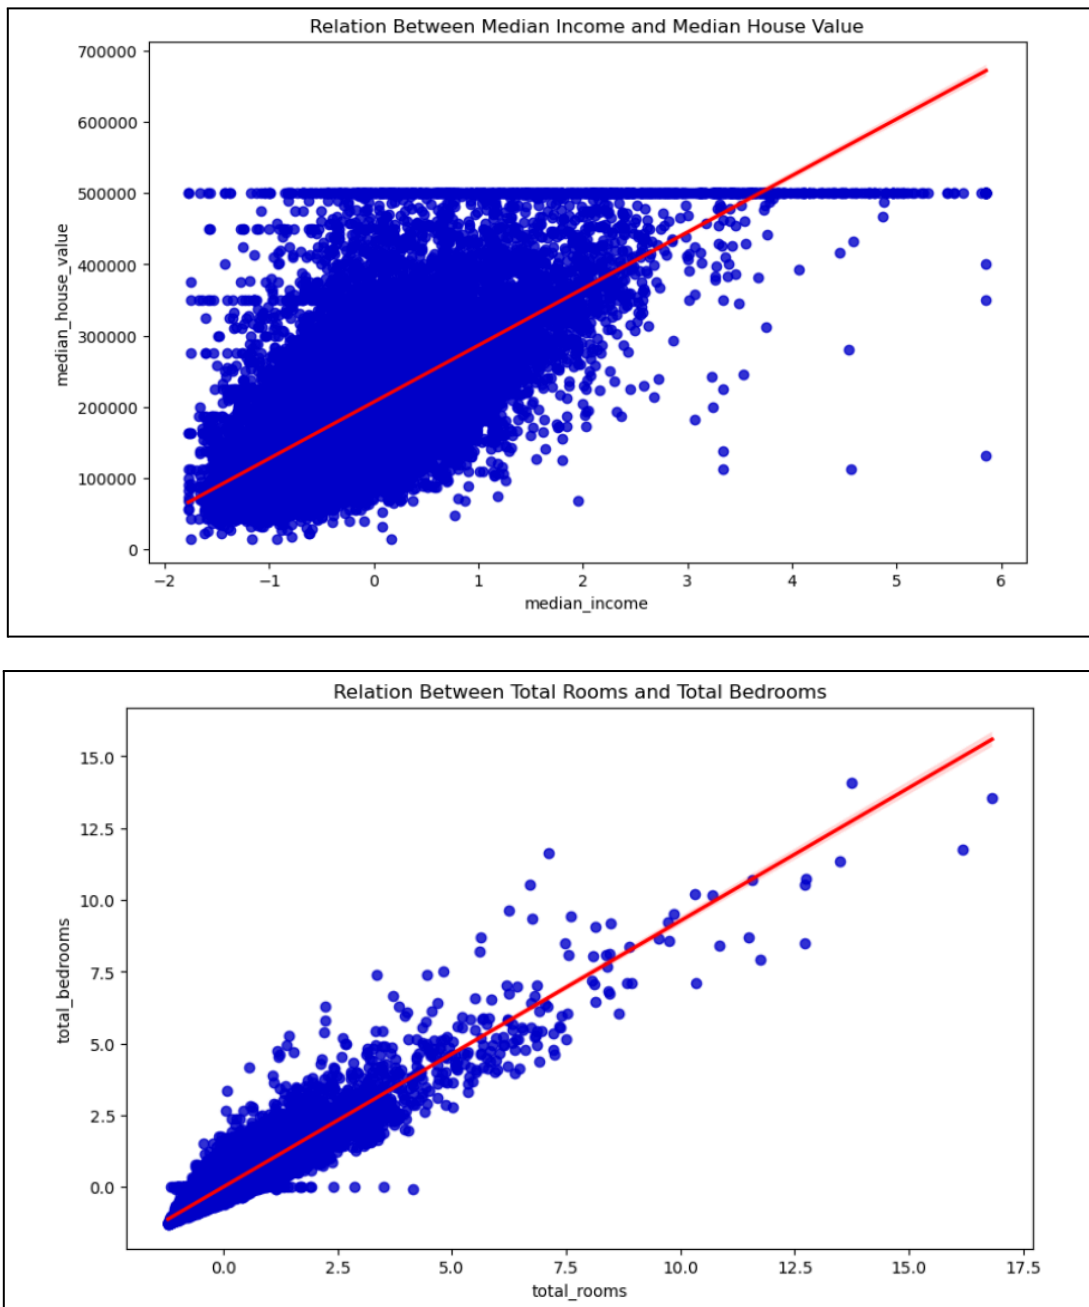 Relation Between Median Income and Median House Value
700000
600000
500000
400000
300000
200000
100000
0
median_house_value
−2 −1 0 1 2 3 4 5 6
median_income
Relation Between Total Rooms and Total Bedrooms
15.0
12.5
10.0
7.5
5.0
2.5
0.0
total_bedrooms
0.0 2.5 5.0 7.5 10.0 12.5 15.0 17.5
total_rooms